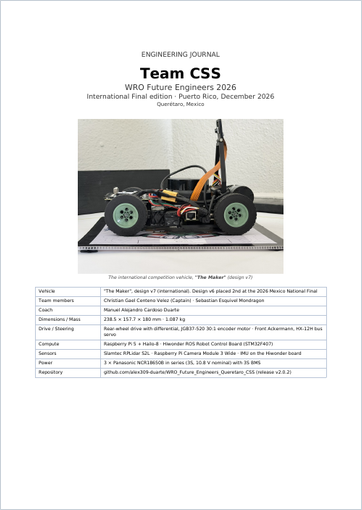 ENGINEERING JOURNAL
Team CSS
WRO Future Engineers 2026
International Final edition · Puerto Rico, December 2026
Querétaro, Mexico
The international competition vehicle, "The Maker" (design v7)
Vehicle "The Maker", design v7 (international). Design v6 placed 2nd at the 2026 Mexico National Final
Team members Christian Gael Centeno Velez (Captain) · Sebastian Esquivel Mondragon
Coach Manuel Alejandro Cardoso Duarte
Dimensions / Mass 238.5 × 157.7 × 180 mm · 1.087 kg
Drive / Steering Rear-wheel drive with differential, JGB37-520 30:1 encoder motor · Front Ackermann, HX-12H bus
servo
Compute Raspberry Pi 5 + Hailo-8 · Hiwonder ROS Robot Control Board (STM32F407)
Sensors Slamtec RPLidar S2L · Raspberry Pi Camera Module 3 Wide · IMU on the Hiwonder board
Power 3 × Panasonic NCR18650B in series (3S, 10.8 V nominal) with 3S BMS
Repository github.com/alex309-duarte/WRO_Future_Engineers_Queretaro_CSS (release v2.0.2)